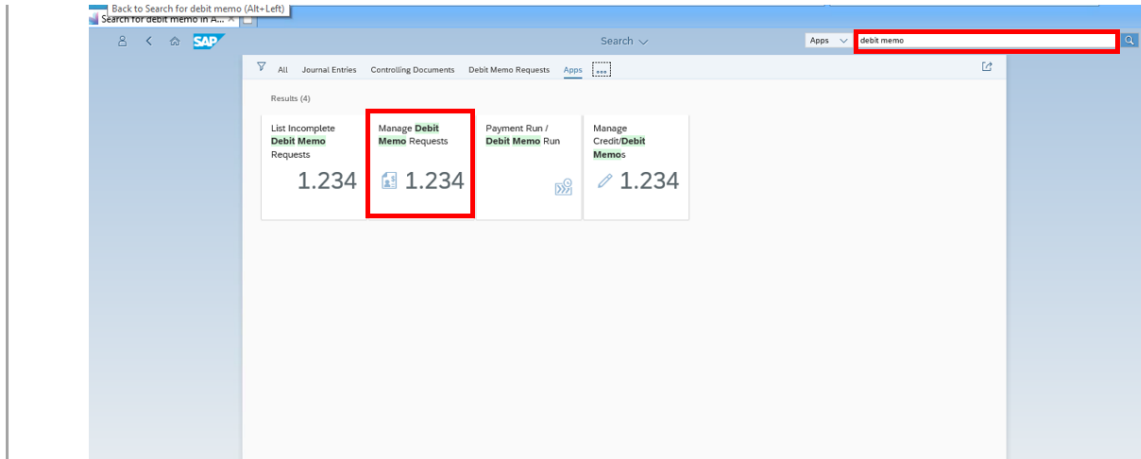 Back to Search for debit memo (Alt+Left)
Search for debit memo in A... ×
SAP
Search
Apps
debit memo
All Journal Entries Controlling Documents Debit Memo Requests Apps ...
Results (4)
List Incomplete
Debit Memo
Requests
1.234
Manage Debit
Memo Requests
1.234
Payment Run /
Debit Memo Run
Manage
Credit/Debit
Memos
1.234